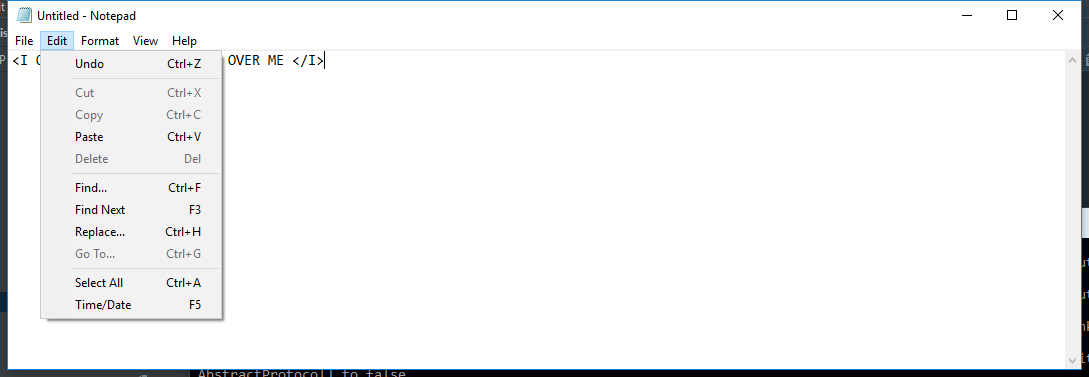 Untitled - Notepad
File Edit Format View Help
<I OVER ME </I>
Undo Ctrl+Z
Cut Ctrl+X
Copy Ctrl+C
Paste Ctrl+V
Delete Del
Find... Ctrl+F
Find Next F3
Replace... Ctrl+H
Go To... Ctrl+G
Select All Ctrl+A
Time/Date F5
AbstractProtocol] to false